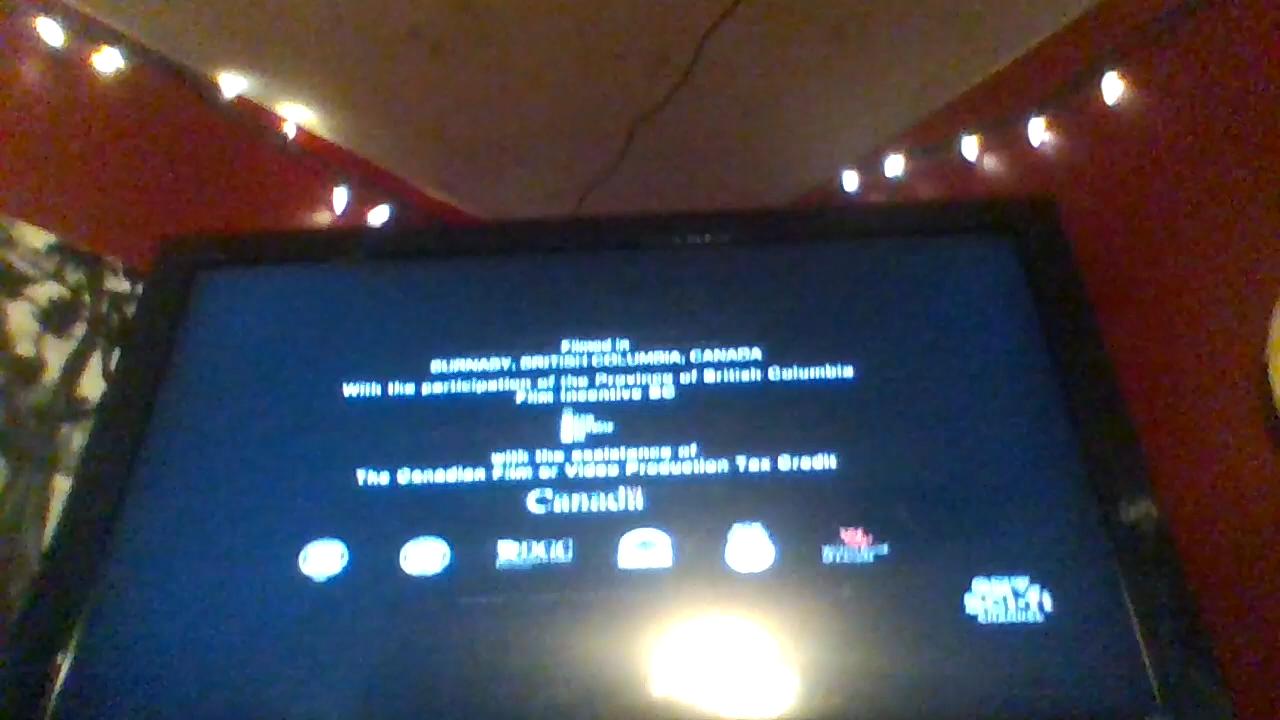 Filmed in
BURNABY, BRITISH COLUMBIA, CANADA
With the participation of the Province of British Columbia
Film Incentive BC
with the assistance of
The Canadian Film or Video Production Tax Credit
Canada